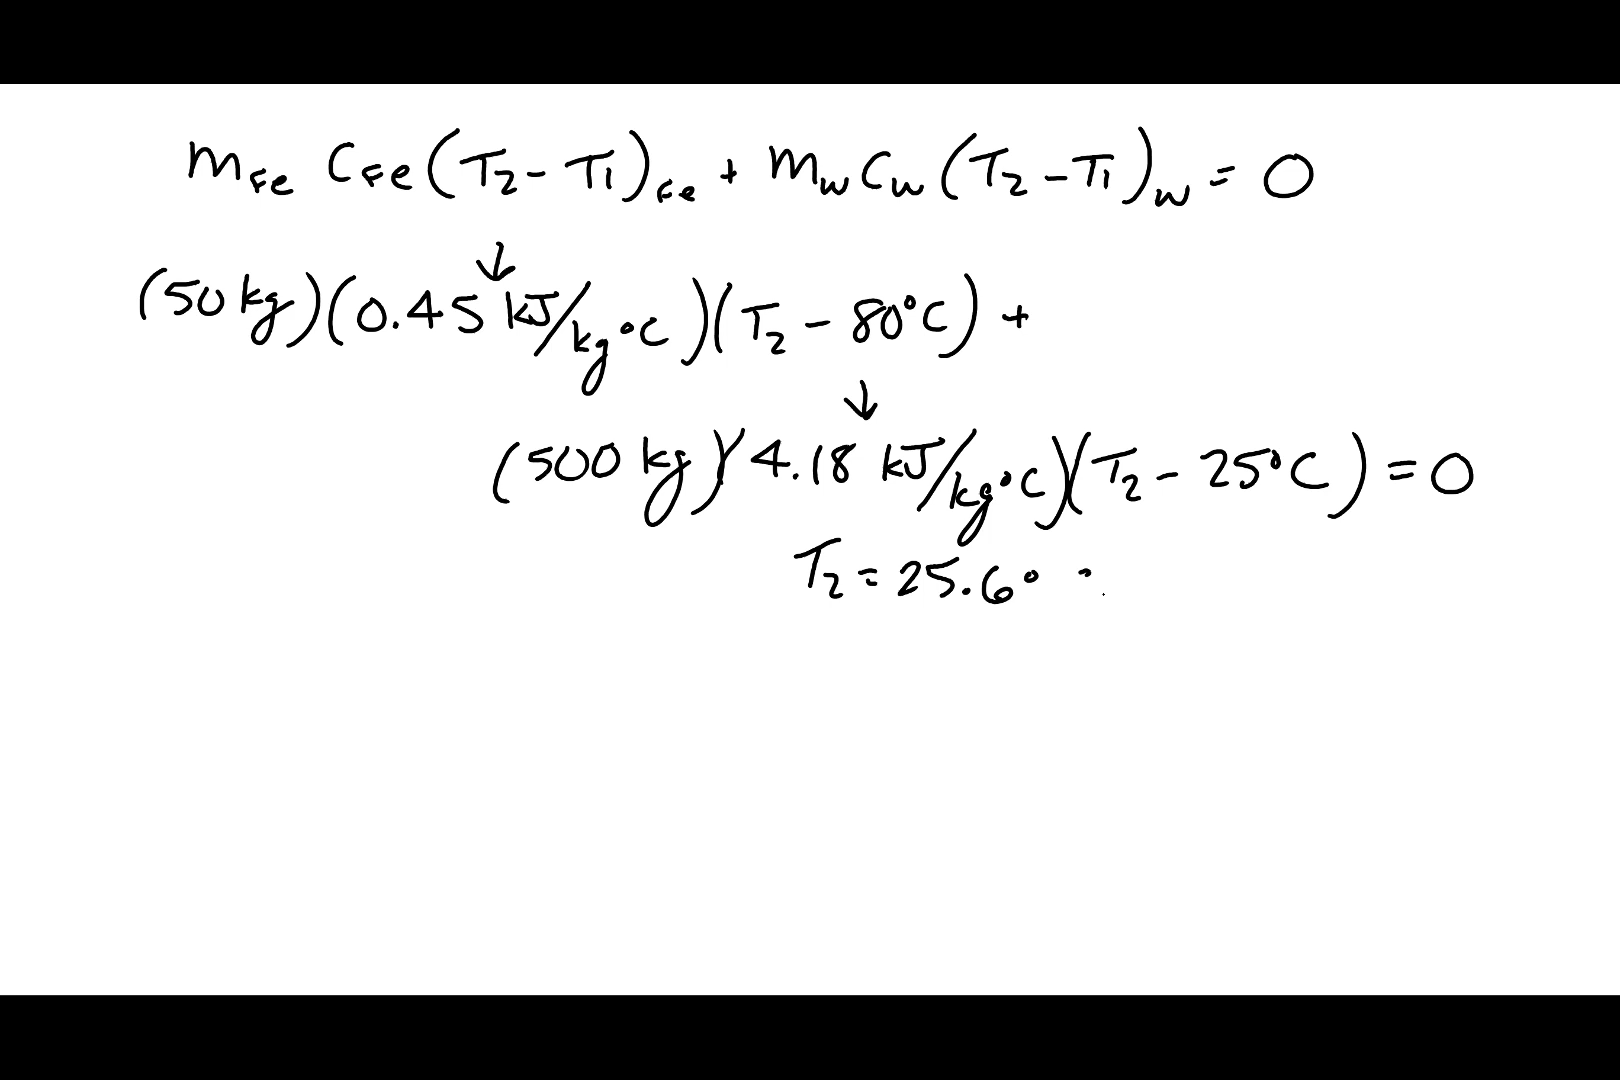 m_Fe C_Fe (T₂ - T₁)_Fe + m_w C_w (T₂ - T₁)_w = 0
(50 kg)(0.45 kJ/kg°C)(T₂ - 80°C) +
(500 kg)(4.18 kJ/kg°C)(T₂ - 25°C) = 0
T₂ = 25.6°